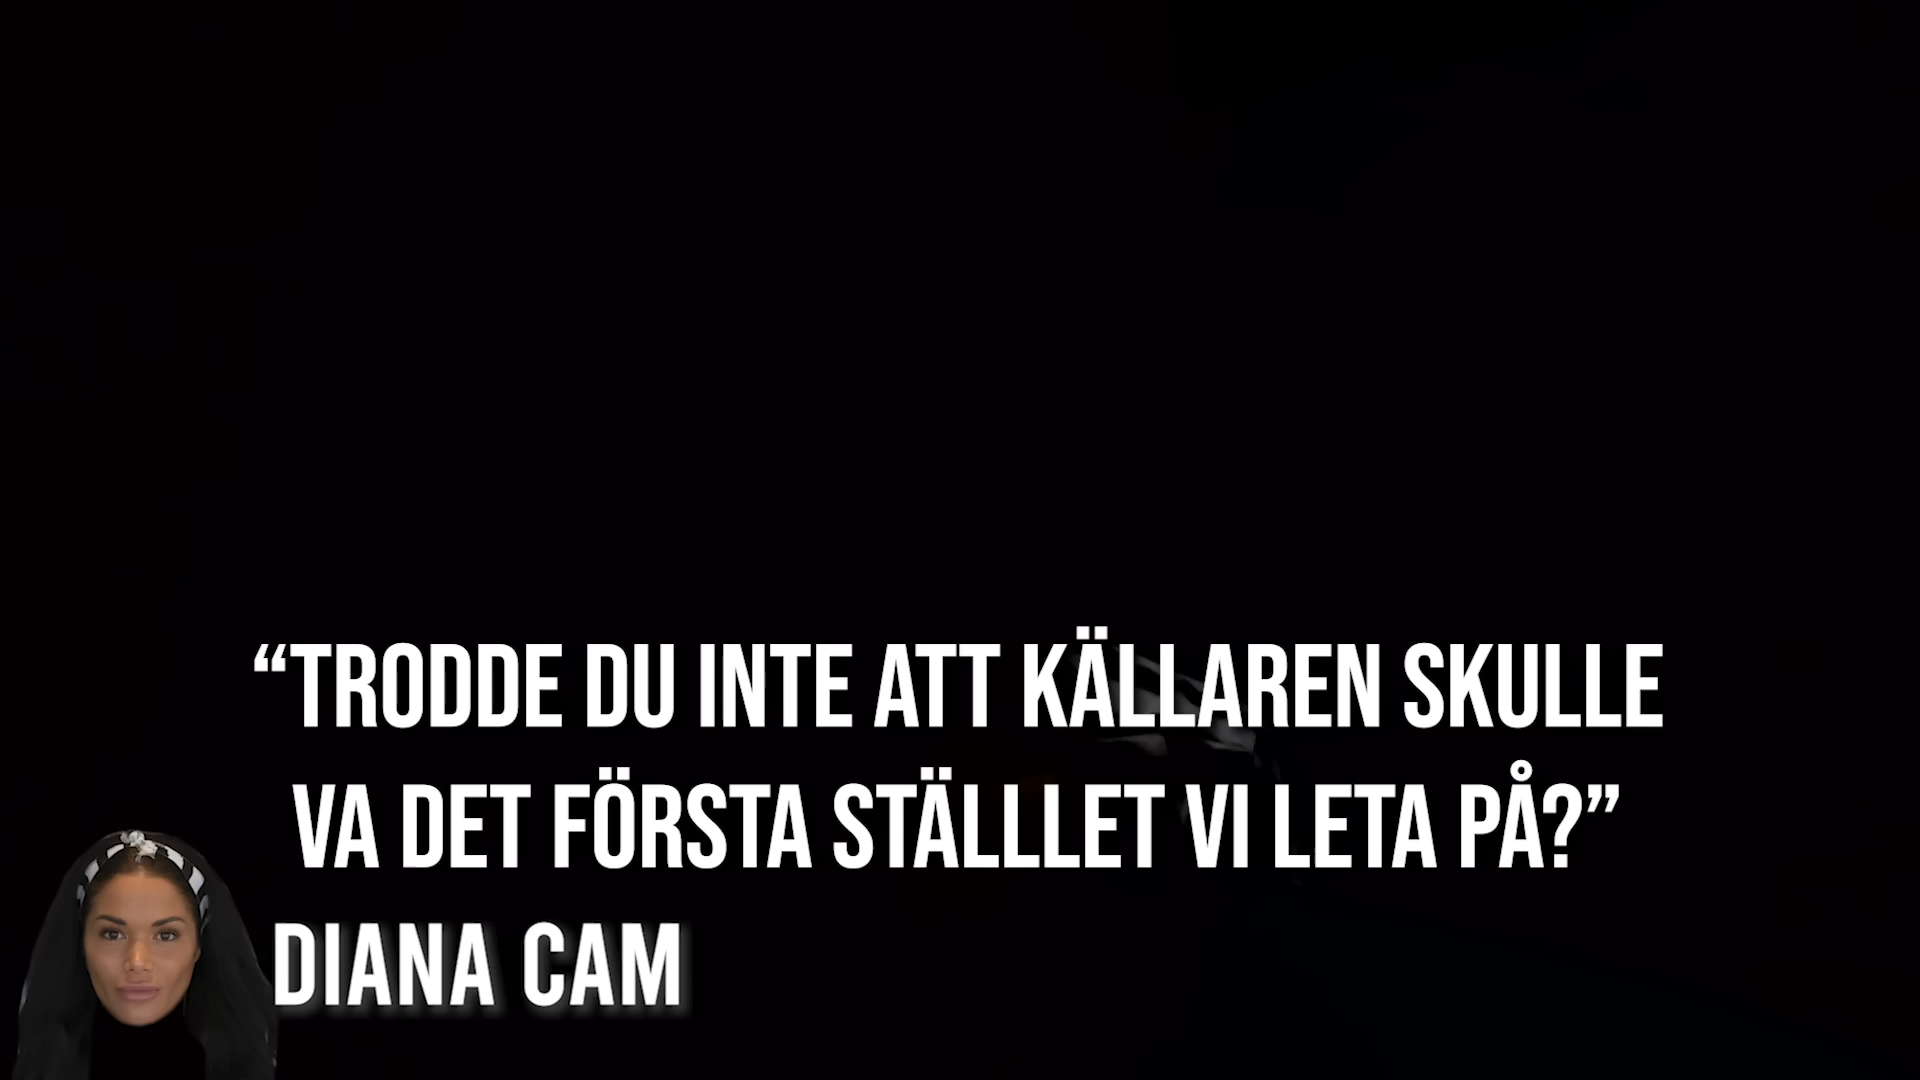 “TRODDE DU INTE ATT KÄLLAREN SKULLE
VA DET FÖRSTA STÄLLLET VI LETA PÅ?”
DIANA CAM